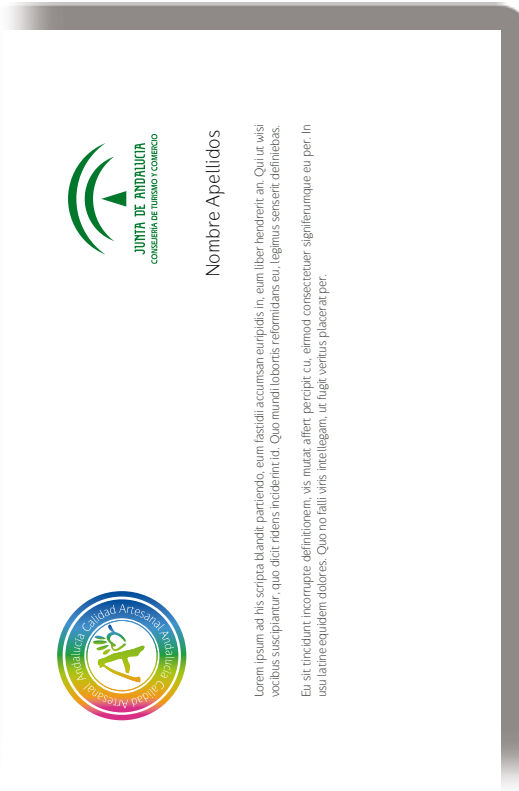 Andalucía Calidad Artesanal Andalucía Calidad Artesanal
JUNTA DE ANDALUCIA
CONSEJERÍA DE TURISMO Y COMERCIO
Nombre Apellidos
Lorem ipsum ad his scripta blandit partiendo, eum fastidii accumsan euripidis in, eum liber hendrerit an. Qui ut wisi
vocibus suscipiantur, quo dicit ridens inciderint id. Quo mundi lobortis reformidans eu, legimus senserit definiebas.
Eu sit tincidunt incorrupte definitionem, vis mutat affert percipit cu, eirmod consectetuer signiferumque eu per. In
usu latine equidem dolores. Quo no falli viris intellegam, ut fugit veritus placerat per.